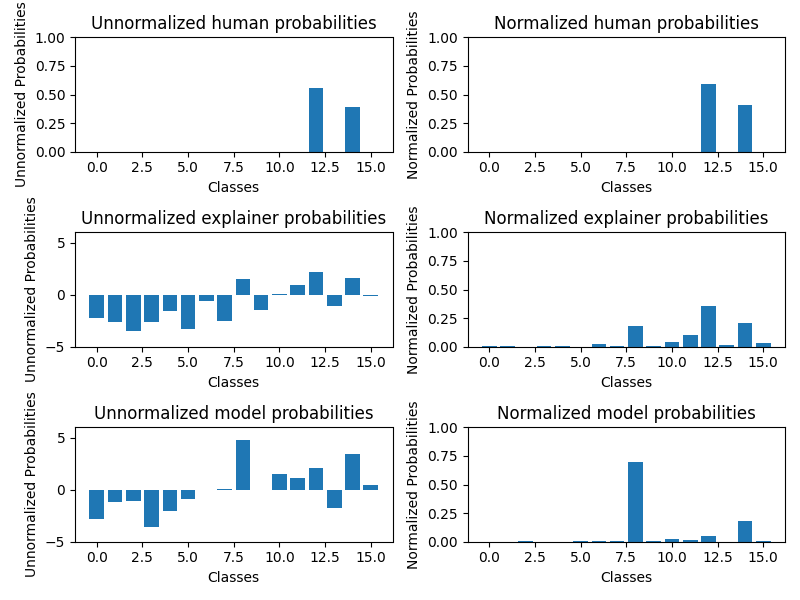 Unnormalized human probabilities
Unnormalized Probabilities
1.00
0.75
0.50
0.25
0.00
0.0 2.5 5.0 7.5 10.0 12.5 15.0
Classes
Normalized human probabilities
Normalized Probabilities
1.00
0.75
0.50
0.25
0.00
0.0 2.5 5.0 7.5 10.0 12.5 15.0
Classes
Unnormalized explainer probabilities
Unnormalized Probabilities
5
0
−5
0.0 2.5 5.0 7.5 10.0 12.5 15.0
Classes
Normalized explainer probabilities
Normalized Probabilities
1.00
0.75
0.50
0.25
0.00
0.0 2.5 5.0 7.5 10.0 12.5 15.0
Classes
Unnormalized model probabilities
Unnormalized Probabilities
5
0
−5
0.0 2.5 5.0 7.5 10.0 12.5 15.0
Classes
Normalized model probabilities
Normalized Probabilities
1.00
0.75
0.50
0.25
0.00
0.0 2.5 5.0 7.5 10.0 12.5 15.0
Classes